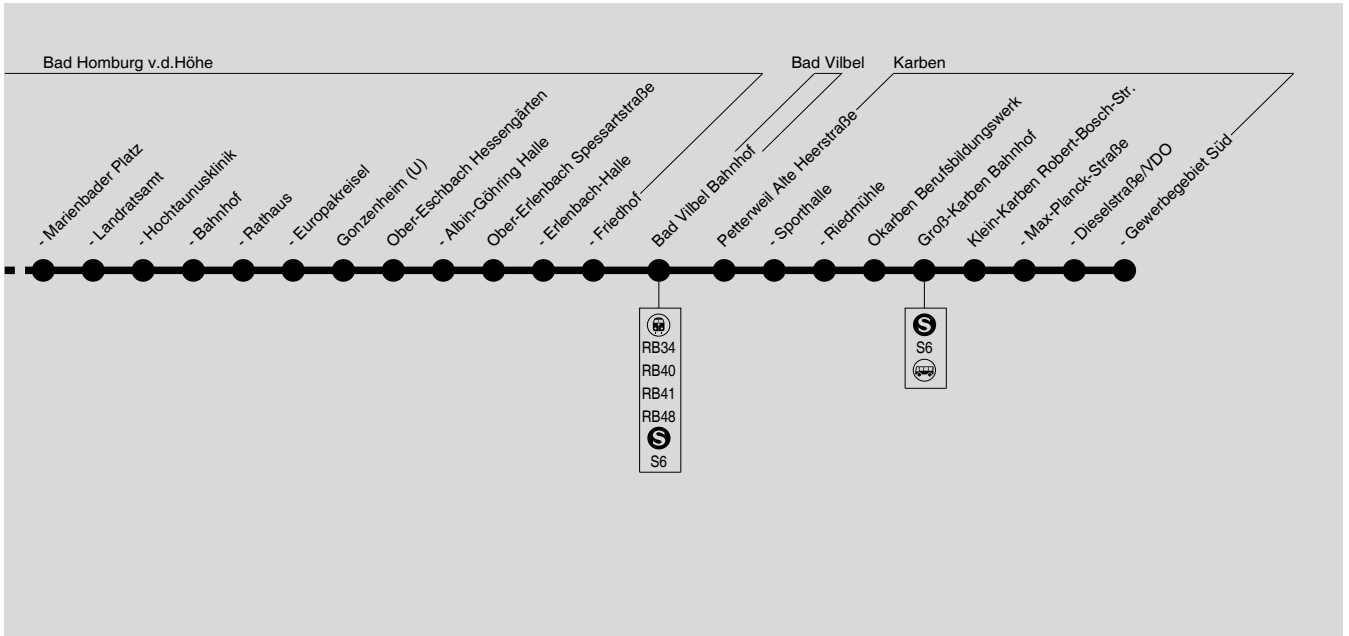 Bad Homburg v.d.Höhe
Bad Vilbel
Karben
- Marienbader Platz
- Landratsamt
- Hochtaunusklinik
- Bahnhof
- Rathaus
- Europakreisel
Gonzenheim (U)
Ober-Eschbach Hessengärten
- Albin-Göhring Halle
Ober-Erlenbach Spessartstraße
- Erlenbach-Halle
- Friedhof
Bad Vilbel Bahnhof
Petterweil Alte Heerstraße
- Sporthalle
- Riedmühle
Okarben Berufsbildungswerk
Groß-Karben Bahnhof
Klein-Karben Robert-Bosch-Str.
- Max-Planck-Straße
- Dieselstraße/VDO
- Gewerbegebiet Süd
RB34
RB40
RB41
RB48
S
S6
S
S6